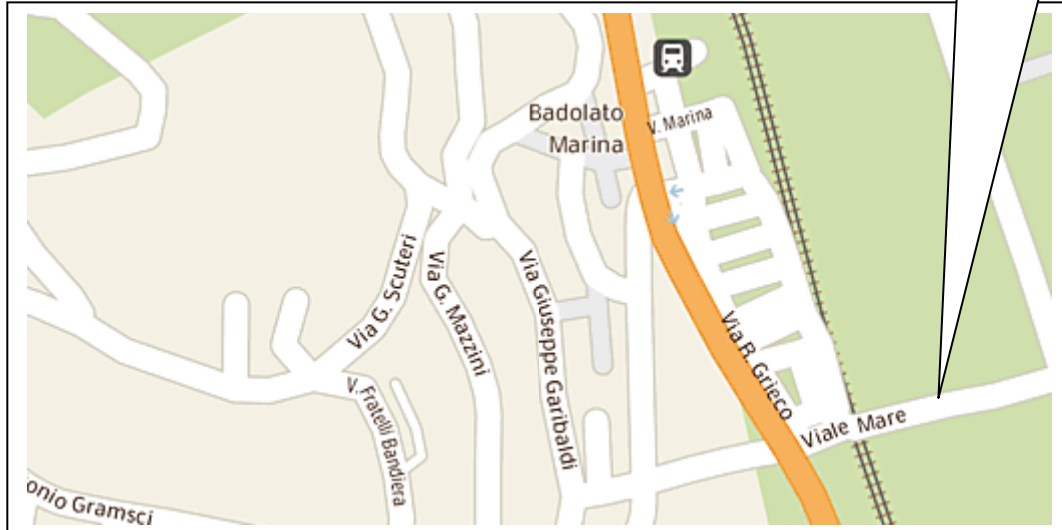 Badolato
Marina
V. Marina
Via G. Scuteri
Via G. Mazzini
Via Giuseppe Garibaldi
Via R. Grieco
V. Fratelli Bandiera
Viale Mare
onio Gramsci